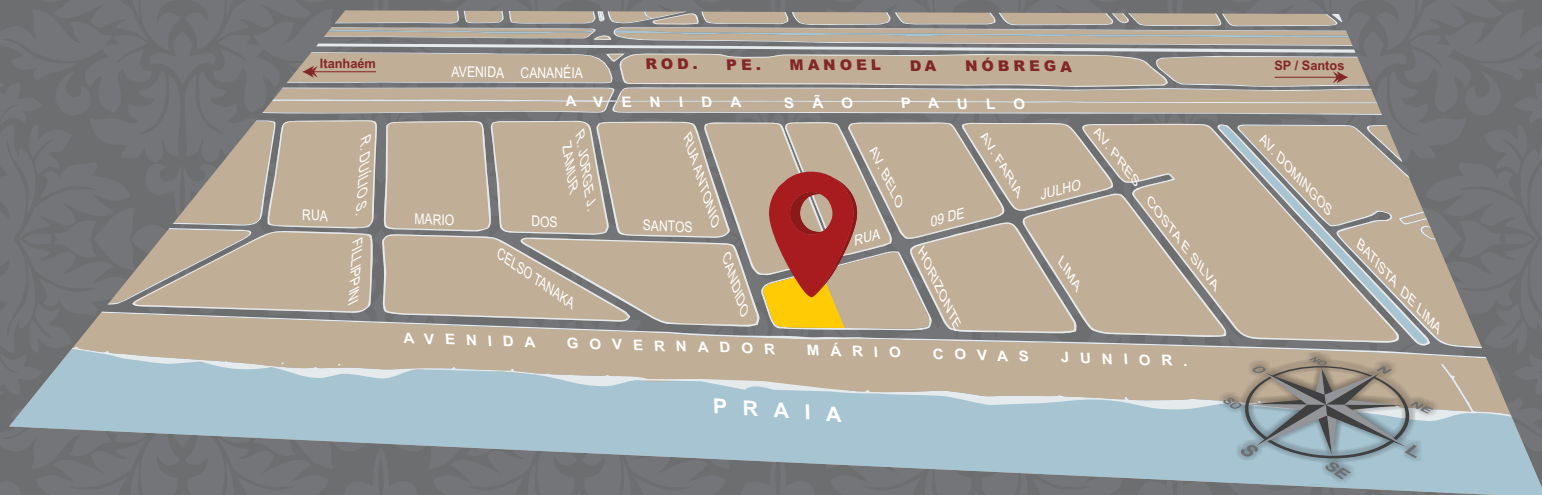 Itanhaém
AVENIDA CANANÉIA
ROD. PE. MANOEL DA NÓBREGA
SP / Santos
AVENIDA SÃO PAULO
R. DUÍLIO S.
FILLIPPINI
R. JORGE J.
ZAMUR
RUA ANTONIO
CANDIDO
AV. BELO
HORIZONTE
AV. FARIA
LIMA
AV. PRES.
COSTA E SILVA
AV. DOMINGOS
BATISTA DE LIMA
RUA MARIO DOS SANTOS
RUA 09 DE JULHO
CELSO TANAKA
AVENIDA GOVERNADOR MÁRIO COVAS JUNIOR.
PRAIA
NO
N
NE
L
SE
S
SO
O